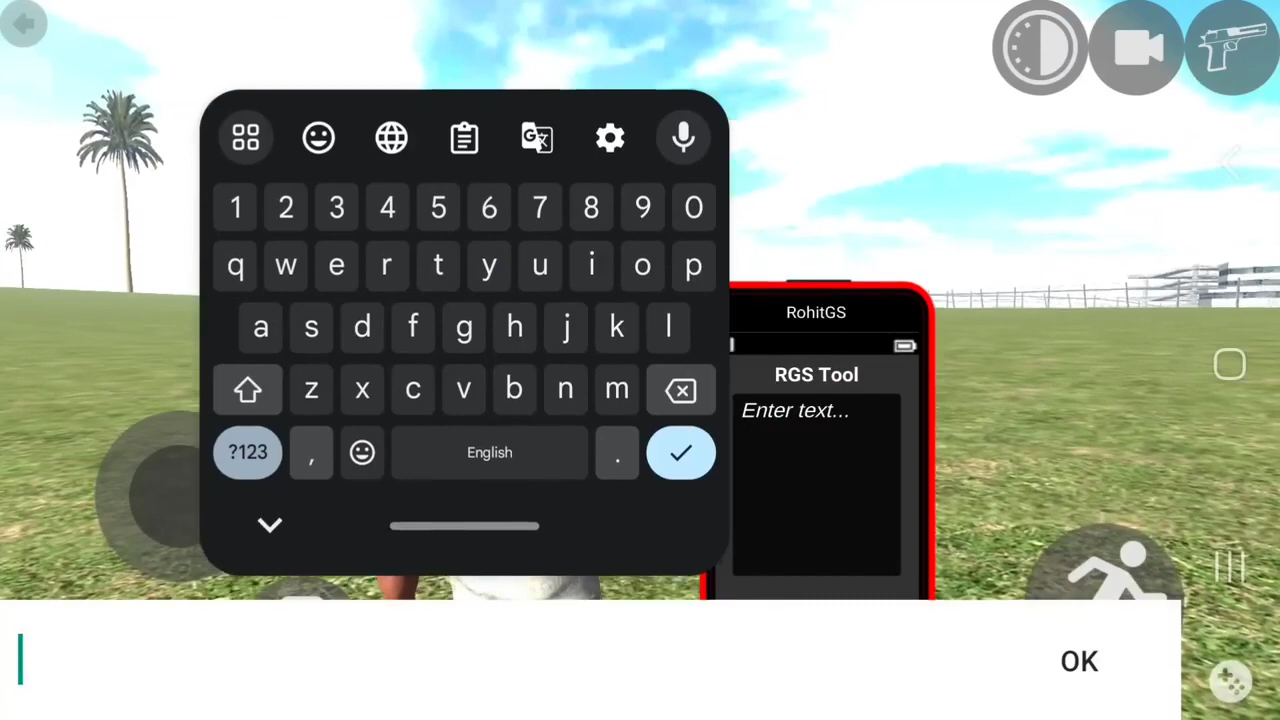 1 2 3 4 5 6 7 8 9 0
q w e r t y u i o p
a s d f g h j k l
z x c v b n m
?123 , English .
RohitGS
RGS Tool
Enter text...
OK